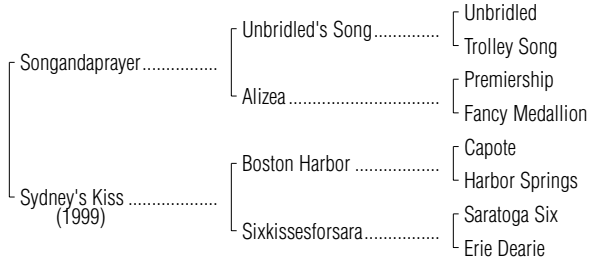 Unbridled
Unbridled's Song..............
Trolley Song
Songandaprayer................
Premiership
Alizea ................................
Fancy Medallion
Capote
Boston Harbor ..................
Harbor Springs
Sydney's Kiss ...................
(1999)
Saratoga Six
Sixkissesforsara................
Erie Dearie